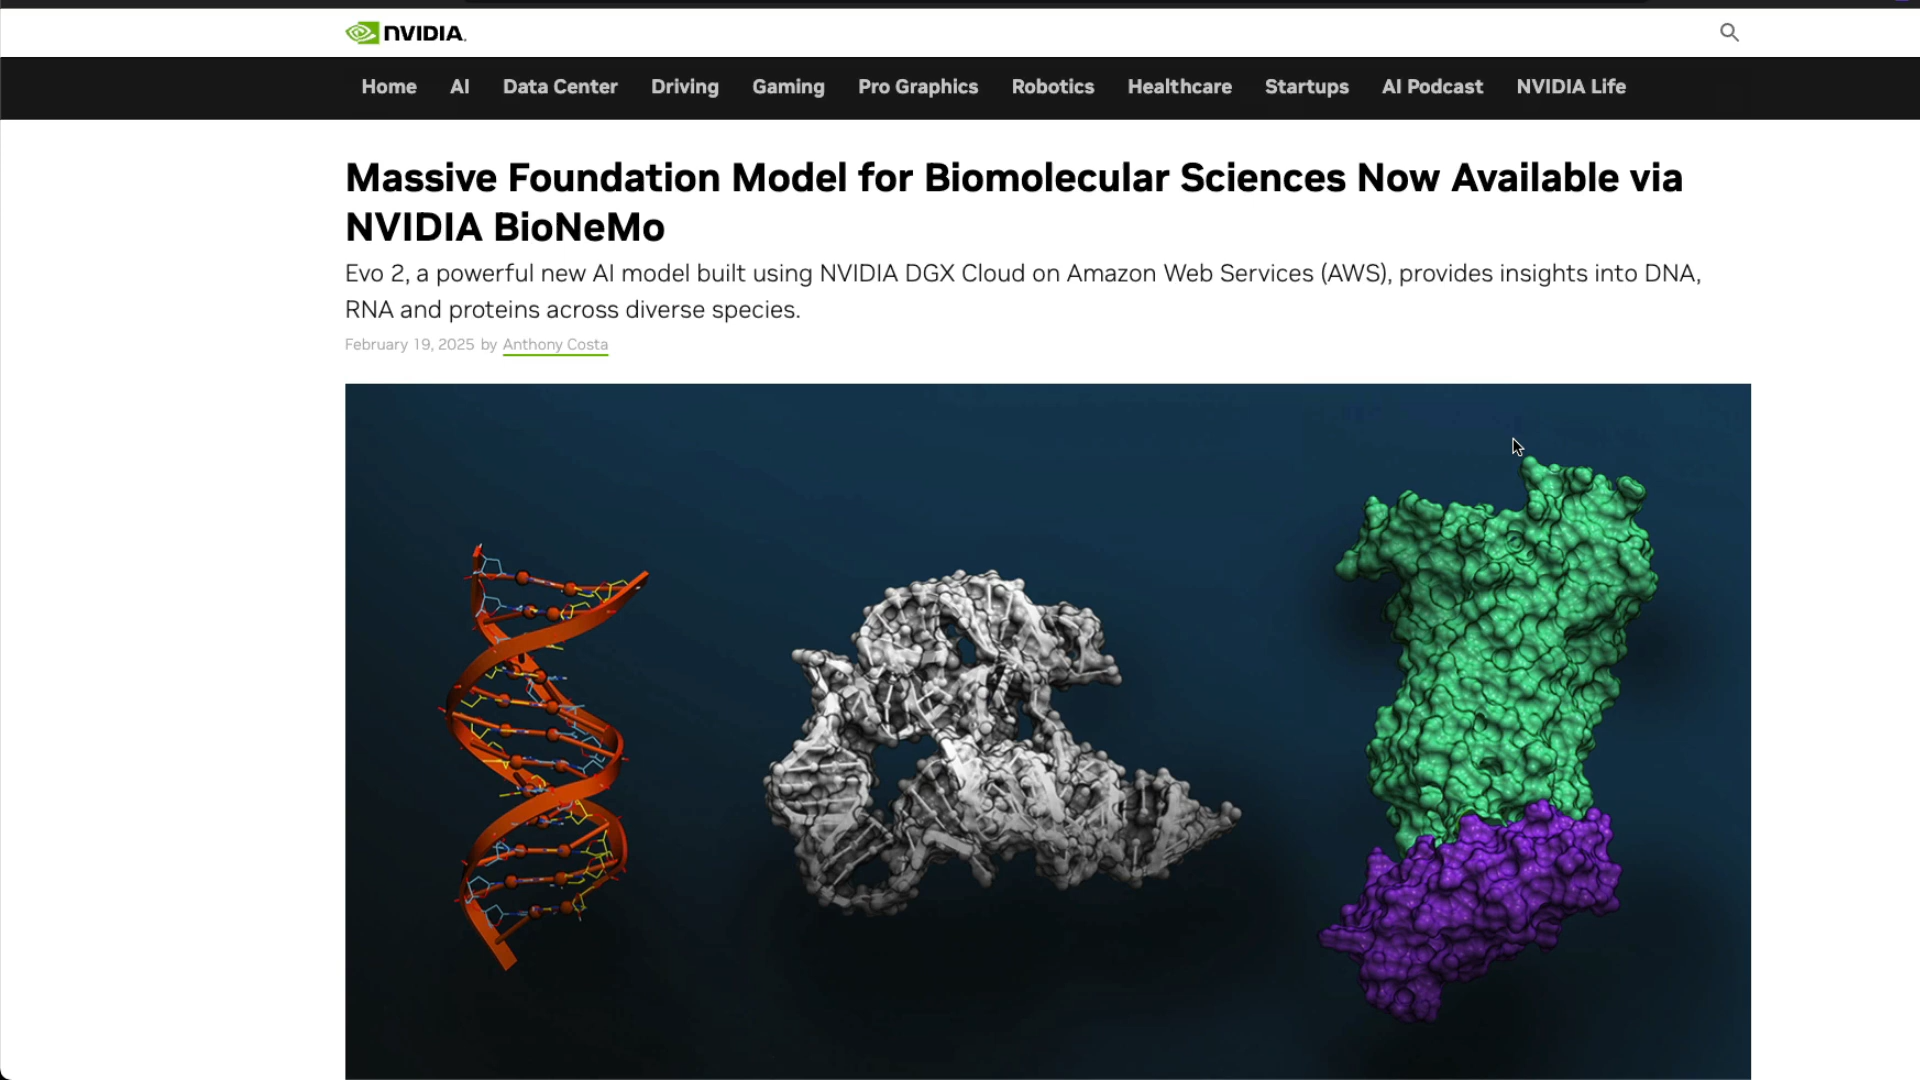 NVIDIA.
Home AI Data Center Driving Gaming Pro Graphics Robotics Healthcare Startups AI Podcast NVIDIA Life
Massive Foundation Model for Biomolecular Sciences Now Available via
NVIDIA BioNeMo
Evo 2, a powerful new AI model built using NVIDIA DGX Cloud on Amazon Web Services (AWS), provides insights into DNA,
RNA and proteins across diverse species.
February 19, 2025 by Anthony Costa